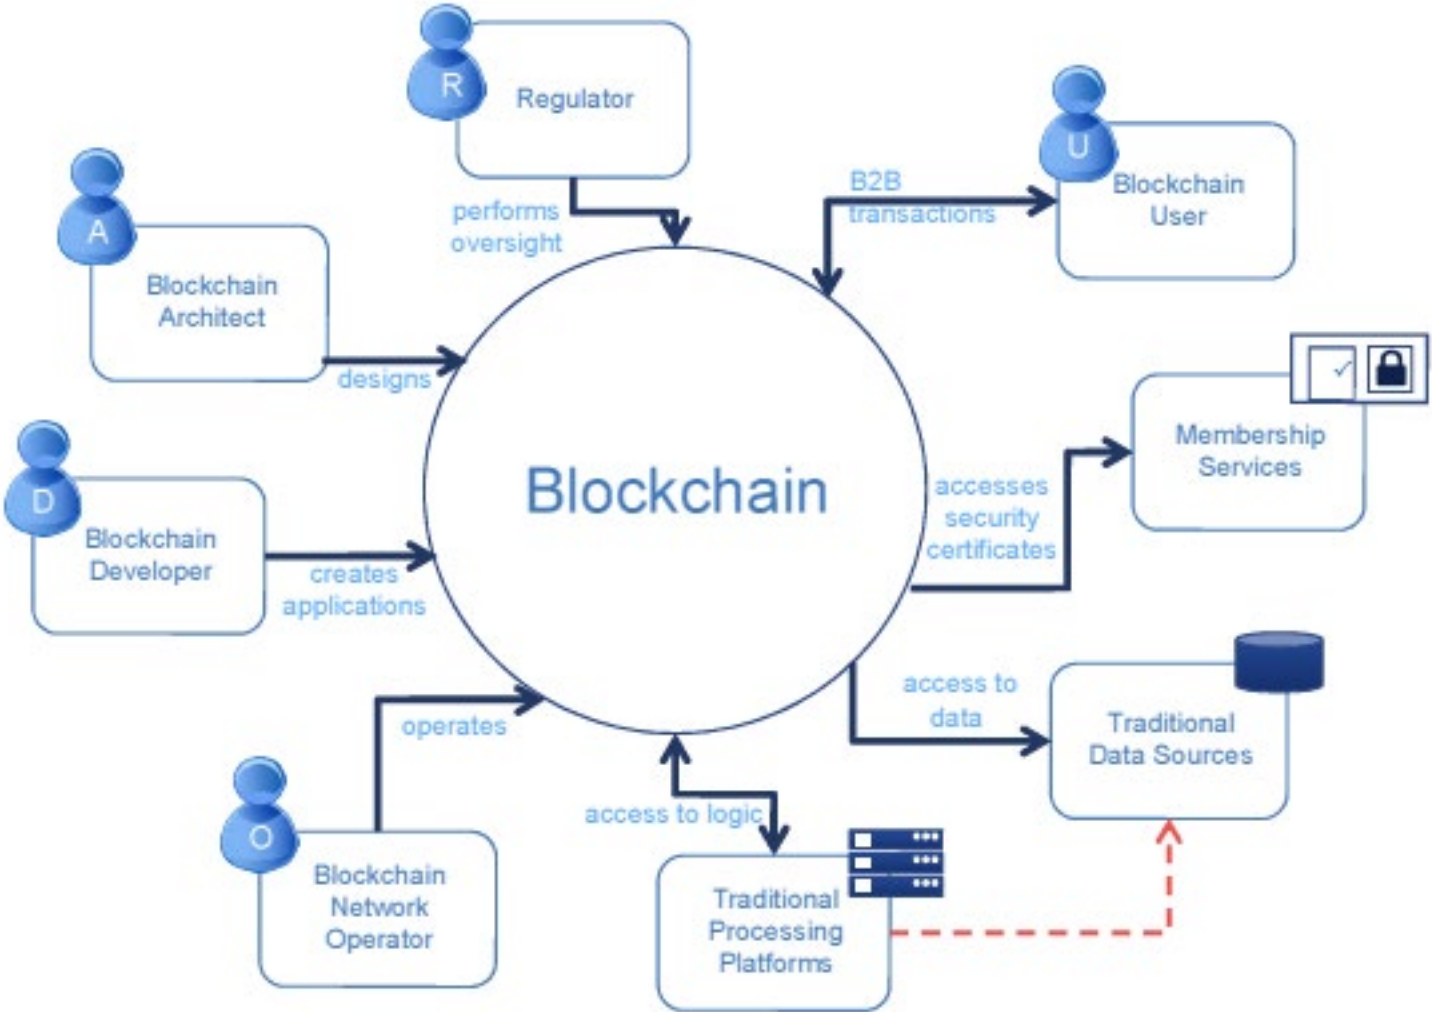 R
Regulator
U
Blockchain
User
B2B
transactions
performs
oversight
A
Blockchain
Architect
designs
Membership
Services
Blockchain
accesses
security
certificates
D
Blockchain
Developer
creates
applications
access to
data
Traditional
Data Sources
operates
access to logic
O
Blockchain
Network
Operator
Traditional
Processing
Platforms